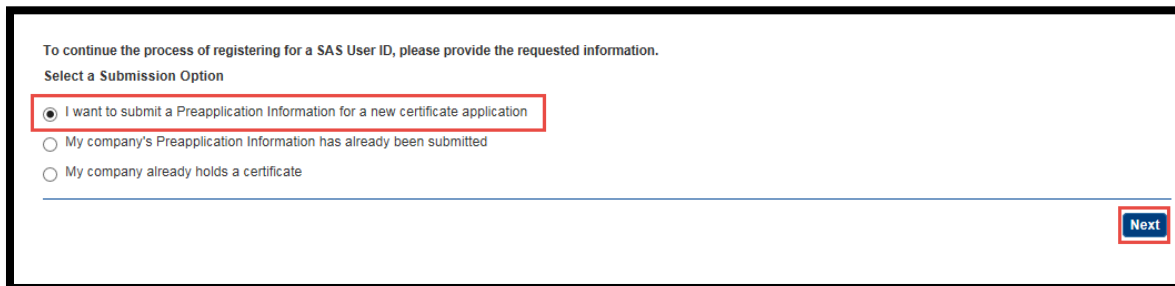 To continue the process of registering for a SAS User ID, please provide the requested information.
Select a Submission Option
I want to submit a Preapplication Information for a new certificate application
My company's Preapplication Information has already been submitted
My company already holds a certificate
Next